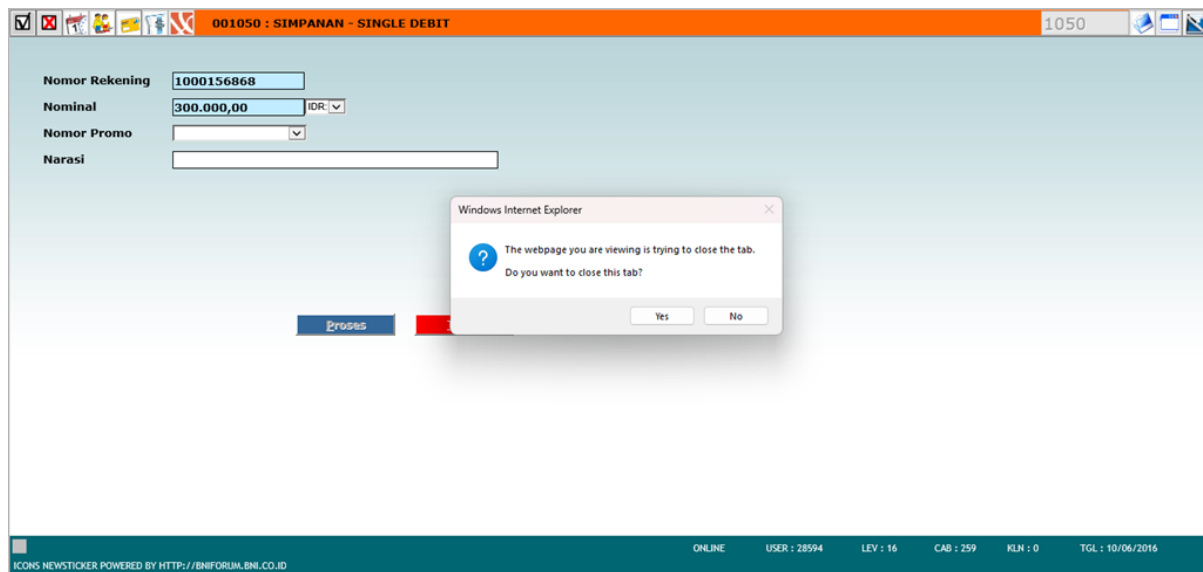 001050 : SIMPANAN - SINGLE DEBIT
1050
Nomor Rekening 1000156868
Nominal 300.000,00 IDR:
Nomor Promo
Narasi
Windows Internet Explorer
The webpage you are viewing is trying to close the tab.
Do you want to close this tab?
Yes No
Proses
ONLINE USER : 28594 LEV : 16 CAB : 259 KLN : 0 TGL : 10/06/2016
ICONS NEWSTICKER POWERED BY HTTP://BNIFORUM.BNI.CO.ID